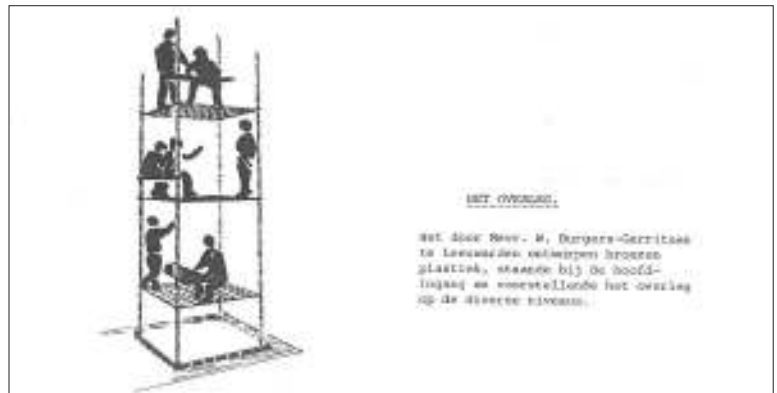 HET OVERLEG.
Het door Mevr. W. Burgers-Gerritsen
te Leeuwarden ontworpen bronzen
plastiek, staande bij de hoofd-
ingang en voorstellende het overleg
op de diverse niveaus.